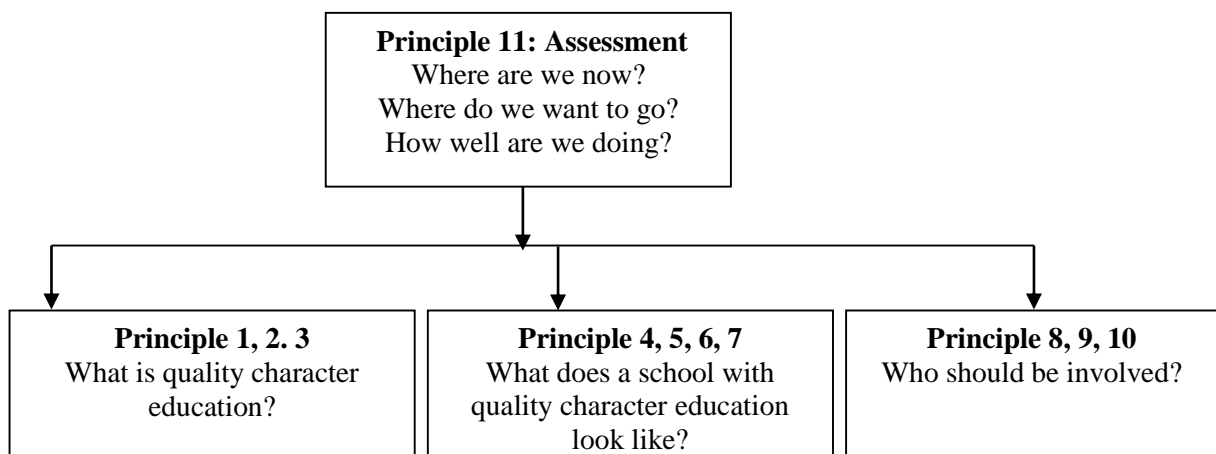 Principle 11: Assessment
Where are we now?
Where do we want to go?
How well are we doing?
Principle 1, 2. 3
What is quality character
education?
Principle 4, 5, 6, 7
What does a school with
quality character education
look like?
Principle 8, 9, 10
Who should be involved?